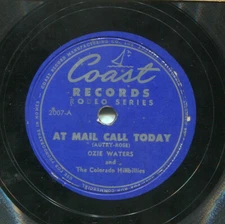 Coast
RECORDS
RODEO SERIES
2007-A
AT MAIL CALL TODAY
(AUTRY-ROSE)
OZIE WATERS
and
The Colorado Hillbillies